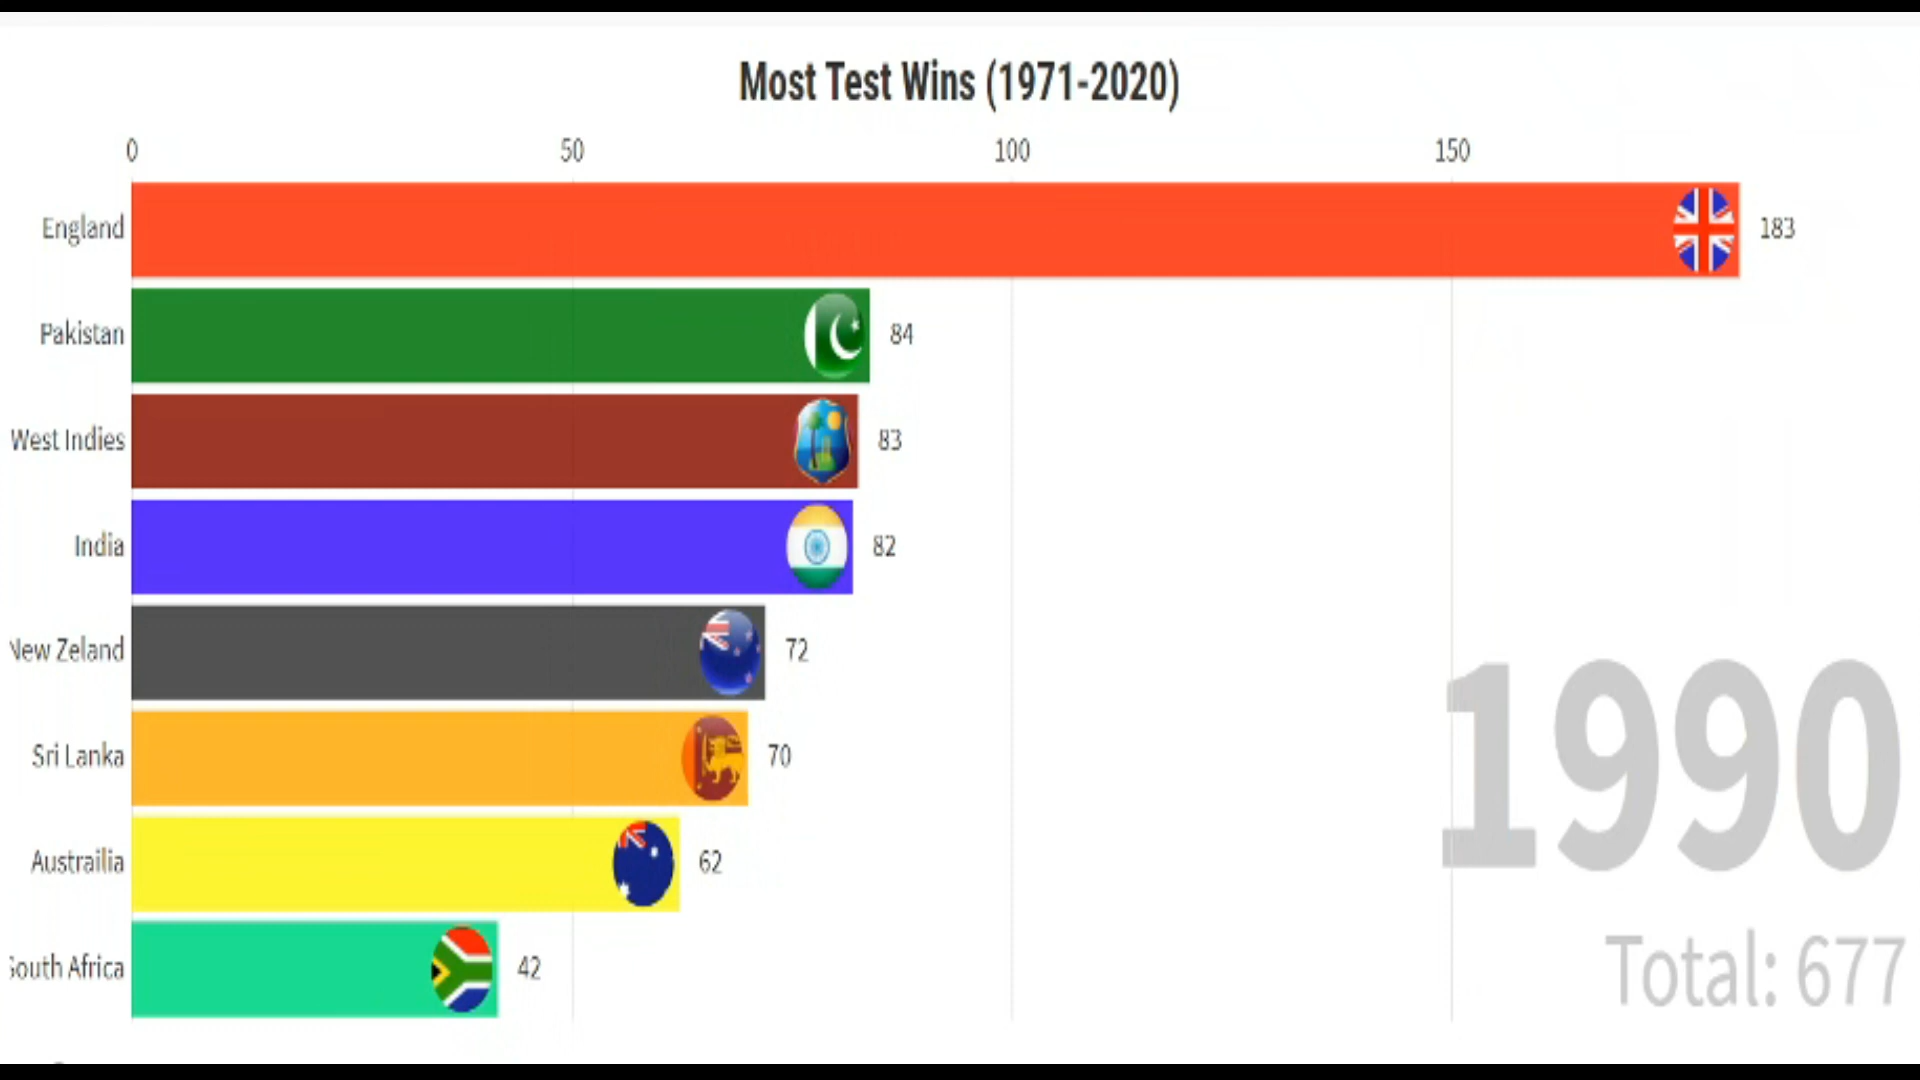 Most Test Wins (1971-2020)
0 50 100 150
England 183
Pakistan 84
West Indies 83
India 82
New Zeland 72
Sri Lanka 70
Austrailia 62
South Africa 42
1990
Total: 677